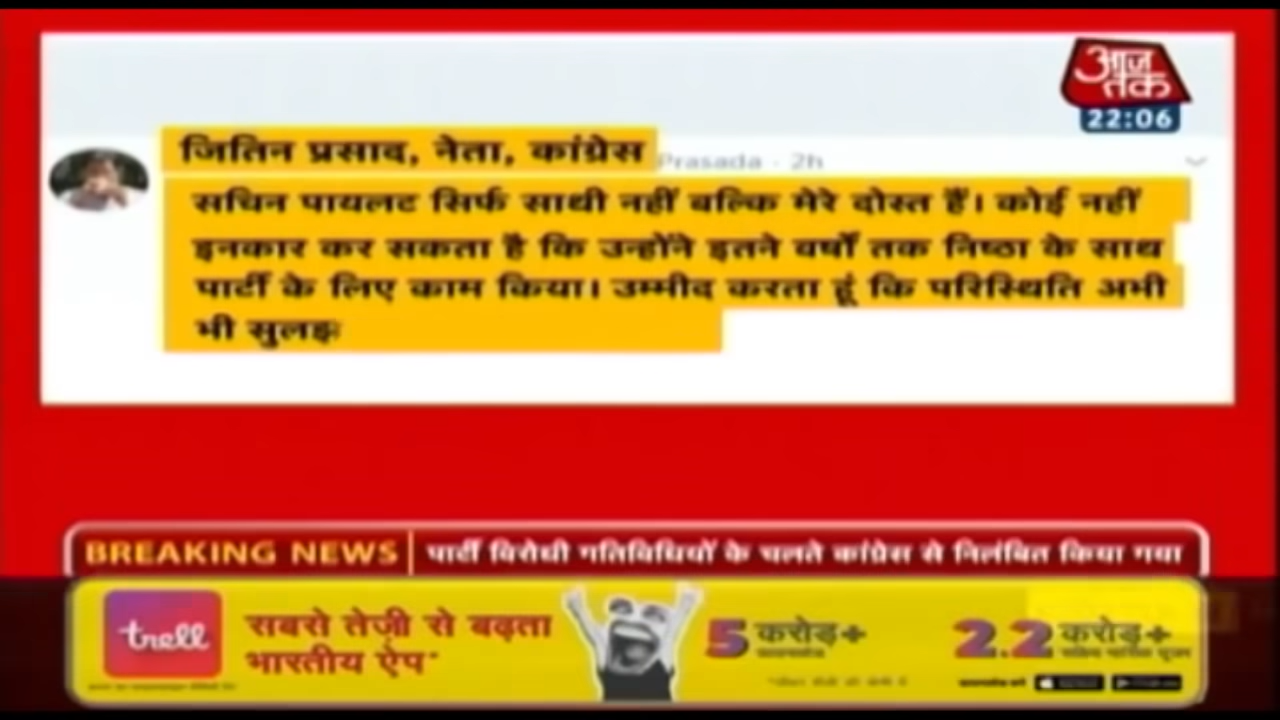 आज
तक
22:06
जितिन प्रसाद, नेता, कांग्रेस
Prasada · 2h
सचिन पायलट सिर्फ साथी नहीं बल्कि मेरे दोस्त हैं। कोई नहीं
इनकार कर सकता है कि उन्होंने इतने वर्षों तक निष्ठा के साथ
पार्टी के लिए काम किया। उम्मीद करता हूं कि परिस्थिति अभी
भी सुलझ
BREAKING NEWS पार्टी विरोधी गतिविधियों के चलते कांग्रेस से निलंबित किया गया
trell
सबसे तेज़ी से बढ़ता
भारतीय ऐप*
5 करोड़+
2.2 करोड़+